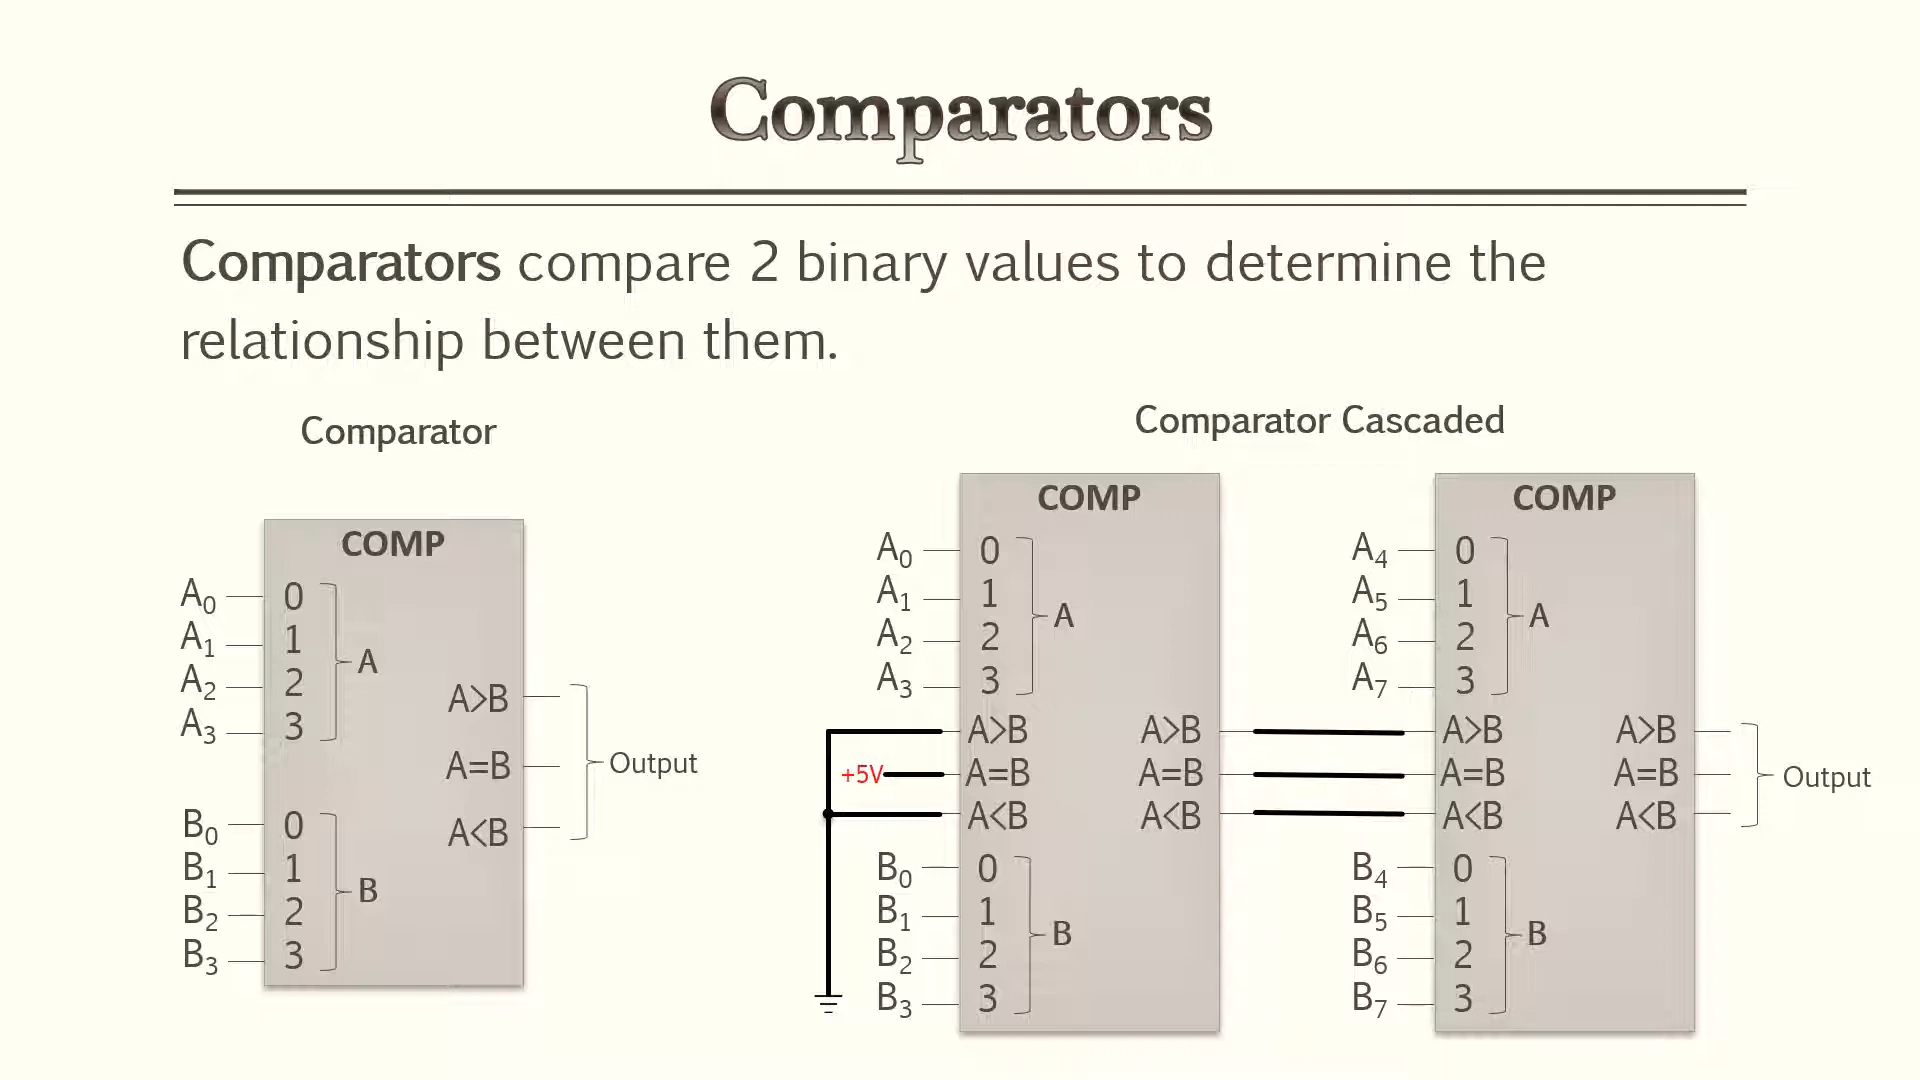 Comparators
Comparators compare 2 binary values to determine the
relationship between them.
Comparator
COMP
A₀ 0
A₁ 1
A₂ 2
A₃ 3
A
B₀ 0
B₁ 1
B₂ 2
B₃ 3
B
A>B
A=B
A<B
Output
Comparator Cascaded
COMP
A₀ 0
A₁ 1
A₂ 2
A₃ 3
A
A>B A>B
+5V A=B A=B
A<B A<B
B₀ 0
B₁ 1
B₂ 2
B₃ 3
B
COMP
A₄ 0
A₅ 1
A₆ 2
A₇ 3
A
A>B A>B
A=B A=B
A<B A<B
Output
B₄ 0
B₅ 1
B₆ 2
B₇ 3
B